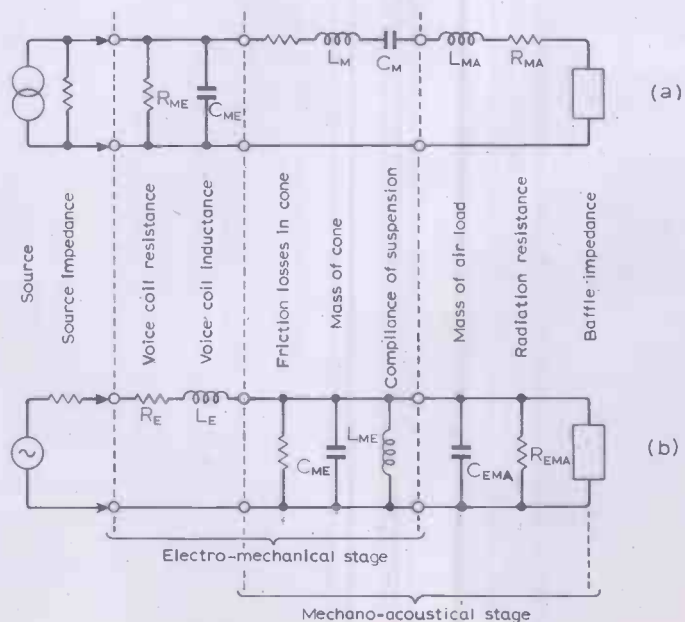 L_M
C_M
L_MA
R_MA
R_ME
C_ME
(a)
Source
Source Impedance
Voice coil resistance
Voice coil inductance
Friction losses in cone
Mass of cone
Compliance of suspension
Mass of air load
Radiation resistance
Baffle impedance
R_E
L_E
C_ME
L_ME
C_EMA
R_EMA
(b)
Electro-mechanical stage
Mechano-acoustical stage